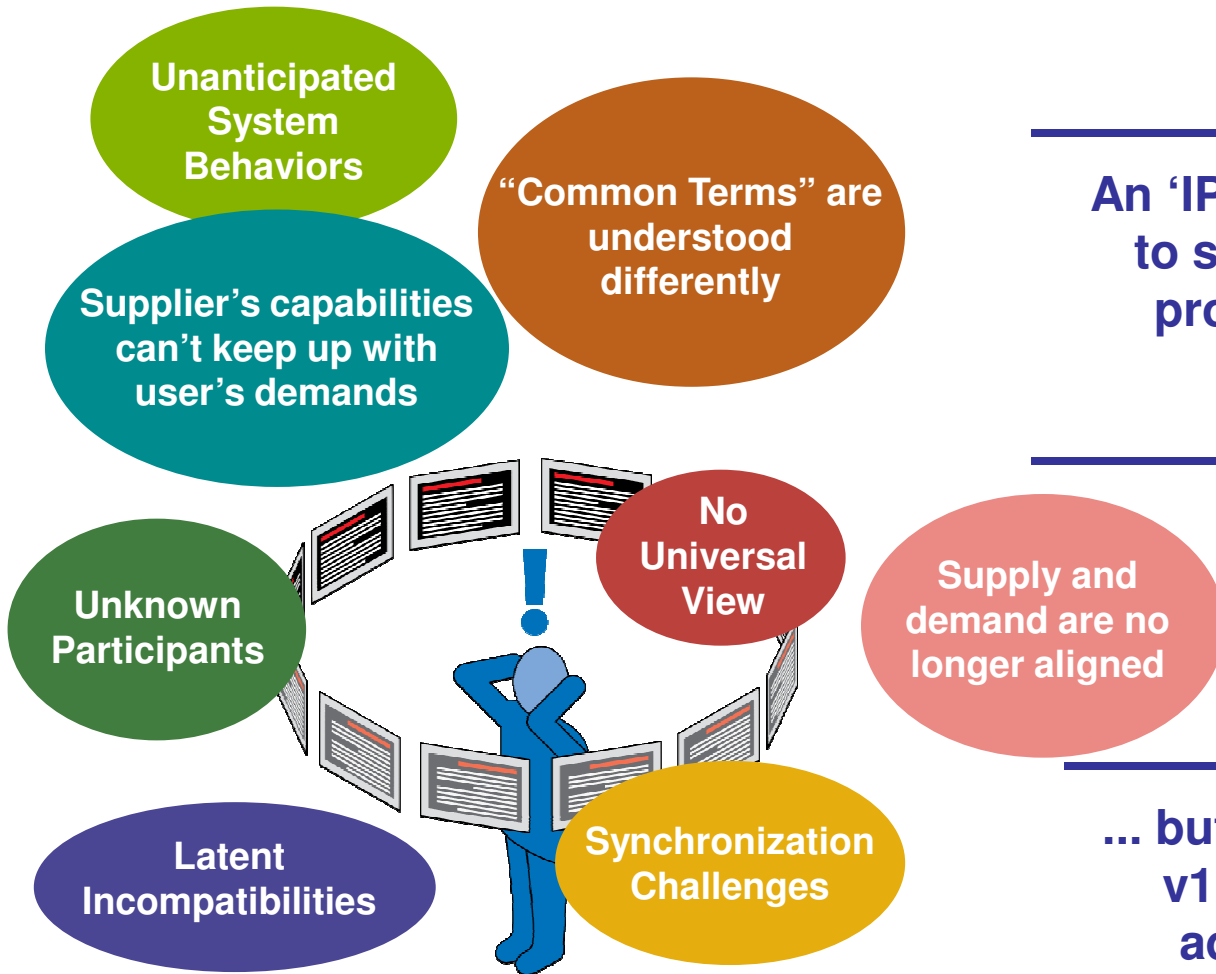 Unanticipated
System
Behaviors
“Common Terms” are
understood
differently
Supplier’s capabilities
can’t keep up with
user’s demands
An ‘IP
to s
pro
No
Universal
View
Unknown
Participants
Supply and
demand are no
longer aligned
Latent
Incompatibilities
Synchronization
Challenges
... but
v1
ac